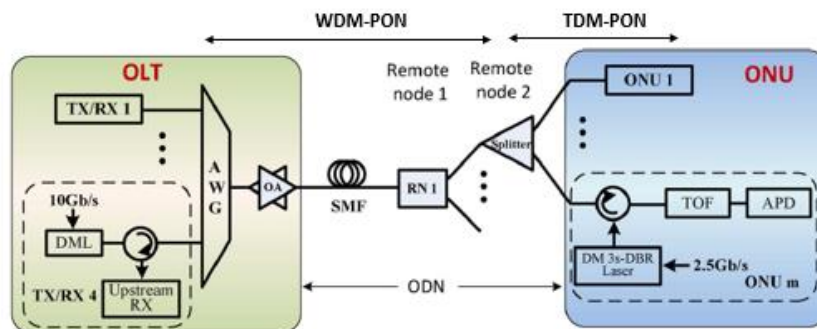 WDM-PON
TDM-PON
OLT
TX/RX 1
10Gb/s
DML
TX/RX 4
Upstream
RX
A
W
G
OA
SMF
Remote
node 1
RN 1
Remote
node 2
Splitter
ODN
ONU
ONU 1
TOF
APD
DM 3s-DBR
Laser
2.5Gb/s
ONU m